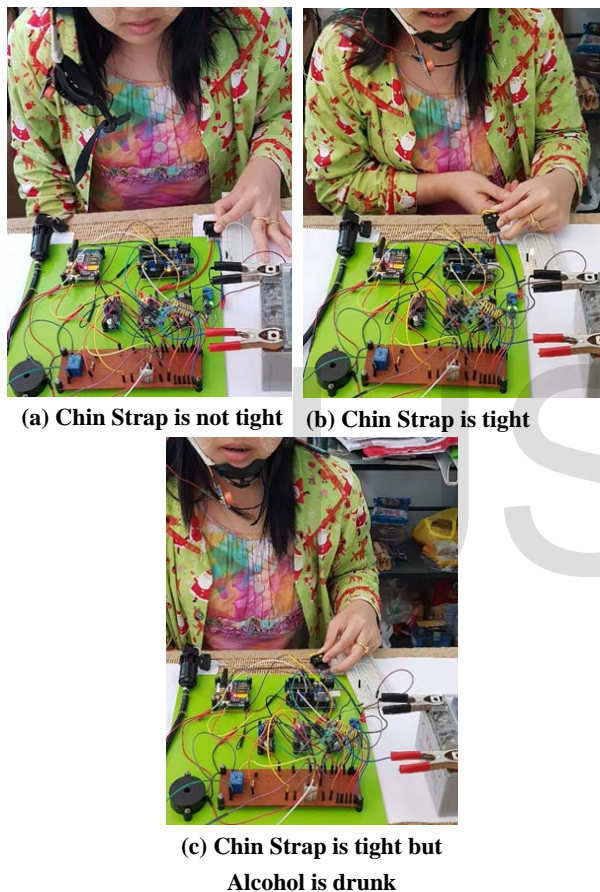 (a) Chin Strap is not tight
(b) Chin Strap is tight
(c) Chin Strap is tight but
Alcohol is drunk